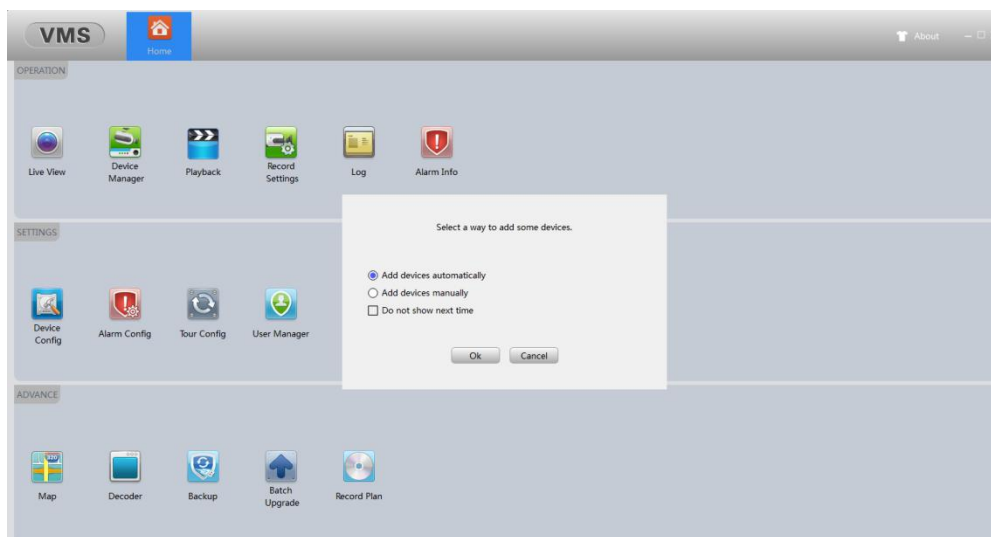 VMS
Home
About
OPERATION
Live View
Device
Manager
Playback
Record
Settings
Log
Alarm Info
SETTINGS
Device
Config
Alarm Config
Tour Config
User Manager
Select a way to add some devices.
Add devices automatically
Add devices manually
Do not show next time
Ok
Cancel
ADVANCE
Map
Decoder
Backup
Batch
Upgrade
Record Plan